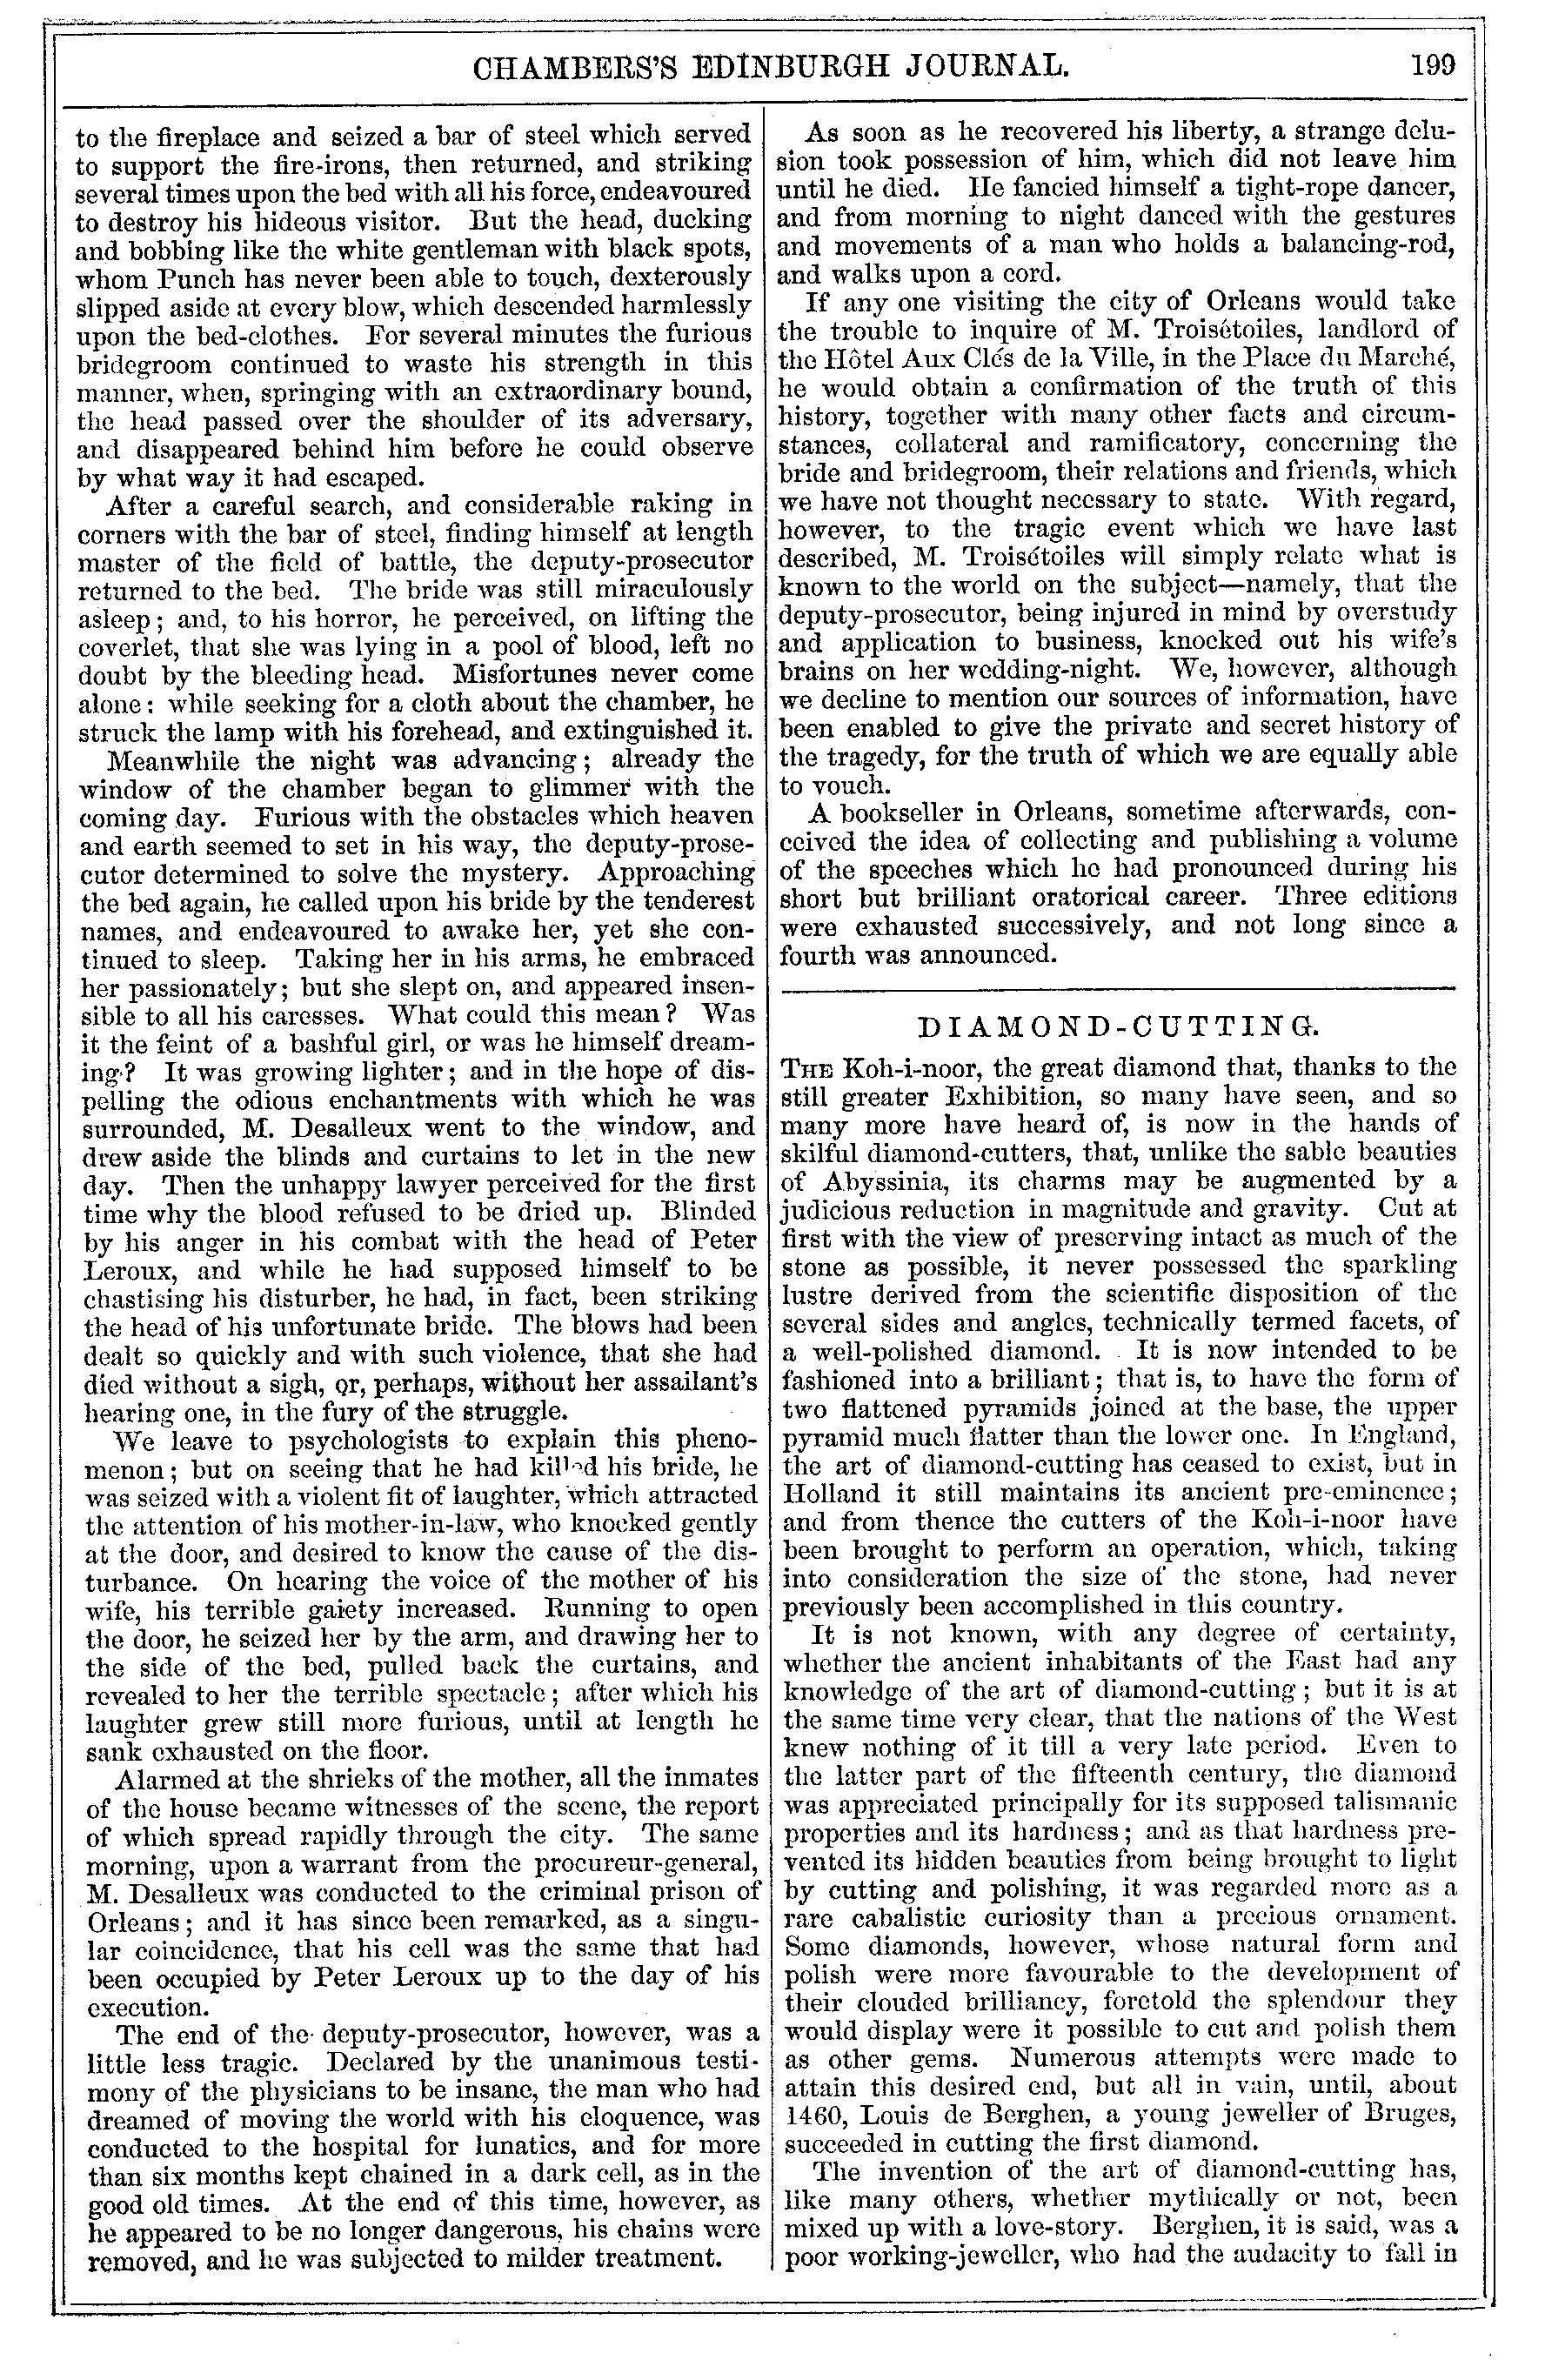 CHAMBERS'S EDINBURGH JOURNAL. 199
to the fireplace and seized a bar of steel which served
to support the fire-irons, then returned, and striking
several times upon the bed with all his force, endeavoured
to destroy his hideous visitor. But the head, ducking
and bobbing like the white gentleman with black spots,
whom Punch has never been able to touch, dexterously
slipped aside at every blow, which descended harmlessly
upon the bed-clothes. For several minutes the furious
bridegroom continued to waste his strength in this
manner, when, springing with an extraordinary bound,
the head passed over the shoulder of its adversary,
and disappeared behind him before he could observe
by what way it had escaped.
After a careful search, and considerable raking in
corners with the bar of steel, finding himself at length
master of the field of battle, the deputy-prosecutor
returned to the bed. The bride was still miraculously
asleep; and, to his horror, he perceived, on lifting the
coverlet, that she was lying in a pool of blood, left no
doubt by the bleeding head. Misfortunes never come
alone: while seeking for a cloth about the chamber, he
struck the lamp with his forehead, and extinguished it.
Meanwhile the night was advancing; already the
window of the chamber began to glimmer with the
coming day. Furious with the obstacles which heaven
and earth seemed to set in his way, the deputy-prose-
cutor determined to solve the mystery. Approaching
the bed again, he called upon his bride by the tenderest
names, and endeavoured to awake her, yet she con-
tinued to sleep. Taking her in his arms, he embraced
her passionately; but she slept on, and appeared insen-
sible to all his caresses. What could this mean? Was
it the feint of a bashful girl, or was he himself dream-
ing? It was growing lighter; and in the hope of dis-
pelling the odious enchantments with which he was
surrounded, M. Desalleux went to the window, and
drew aside the blinds and curtains to let in the new
day. Then the unhappy lawyer perceived for the first
time why the blood refused to be dried up. Blinded
by his anger in his combat with the head of Peter
Leroux, and while he had supposed himself to be
chastising his disturber, he had, in fact, been striking
the head of his unfortunate bride. The blows had been
dealt so quickly and with such violence, that she had
died without a sigh, or, perhaps, without her assailant's
hearing one, in the fury of the struggle.
We leave to psychologists to explain this pheno-
menon; but on seeing that he had killed his bride, he
was seized with a violent fit of laughter, which attracted
the attention of his mother-in-law, who knocked gently
at the door, and desired to know the cause of the dis-
turbance. On hearing the voice of the mother of his
wife, his terrible gaiety increased. Running to open
the door, he seized her by the arm, and drawing her to
the side of the bed, pulled back the curtains, and
revealed to her the terrible spectacle; after which his
laughter grew still more furious, until at length he
sank exhausted on the floor.
Alarmed at the shrieks of the mother, all the inmates
of the house became witnesses of the scene, the report
of which spread rapidly through the city. The same
morning, upon a warrant from the procureur-general,
M. Desalleux was conducted to the criminal prison of
Orleans; and it has since been remarked, as a singu-
lar coincidence, that his cell was the same that had
been occupied by Peter Leroux up to the day of his
execution.
The end of the deputy-prosecutor, however, was a
little less tragic. Declared by the unanimous testi-
mony of the physicians to be insane, the man who had
dreamed of moving the world with his eloquence, was
conducted to the hospital for lunatics, and for more
than six months kept chained in a dark cell, as in the
good old times. At the end of this time, however, as
he appeared to be no longer dangerous, his chains were
removed, and he was subjected to milder treatment.
As soon as he recovered his liberty, a strange delu-
sion took possession of him, which did not leave him
until he died. He fancied himself a tight-rope dancer,
and from morning to night danced with the gestures
and movements of a man who holds a balancing-rod,
and walks upon a cord.
If any one visiting the city of Orleans would take
the trouble to inquire of M. Troisétoiles, landlord of
the Hôtel Aux Clés de la Ville, in the Place du Marché,
he would obtain a confirmation of the truth of this
history, together with many other facts and circum-
stances, collateral and ramificatory, concerning the
bride and bridegroom, their relations and friends, which
we have not thought necessary to state. With regard,
however, to the tragic event which we have last
described, M. Troisétoiles will simply relate what is
known to the world on the subject—namely, that the
deputy-prosecutor, being injured in mind by overstudy
and application to business, knocked out his wife's
brains on her wedding-night. We, however, although
we decline to mention our sources of information, have
been enabled to give the private and secret history of
the tragedy, for the truth of which we are equally able
to vouch.
A bookseller in Orleans, sometime afterwards, con-
ceived the idea of collecting and publishing a volume
of the speeches which he had pronounced during his
short but brilliant oratorical career. Three editions
were exhausted successively, and not long since a
fourth was announced.
DIAMOND-CUTTING.
THE Koh-i-noor, the great diamond that, thanks to the
still greater Exhibition, so many have seen, and so
many more have heard of, is now in the hands of
skilful diamond-cutters, that, unlike the sable beauties
of Abyssinia, its charms may be augmented by a
judicious reduction in magnitude and gravity. Cut at
first with the view of preserving intact as much of the
stone as possible, it never possessed the sparkling
lustre derived from the scientific disposition of the
several sides and angles, technically termed facets, of
a well-polished diamond. It is now intended to be
fashioned into a brilliant; that is, to have the form of
two flattened pyramids joined at the base, the upper
pyramid much flatter than the lower one. In England,
the art of diamond-cutting has ceased to exist, but in
Holland it still maintains its ancient pre-eminence;
and from thence the cutters of the Koh-i-noor have
been brought to perform an operation, which, taking
into consideration the size of the stone, had never
previously been accomplished in this country.
It is not known, with any degree of certainty,
whether the ancient inhabitants of the East had any
knowledge of the art of diamond-cutting; but it is at
the same time very clear, that the nations of the West
knew nothing of it till a very late period. Even to
the latter part of the fifteenth century, the diamond
was appreciated principally for its supposed talismanic
properties and its hardness; and as that hardness pre-
vented its hidden beauties from being brought to light
by cutting and polishing, it was regarded more as a
rare cabalistic curiosity than a precious ornament.
Some diamonds, however, whose natural form and
polish were more favourable to the development of
their clouded brilliancy, foretold the splendour they
would display were it possible to cut and polish them
as other gems. Numerous attempts were made to
attain this desired end, but all in vain, until, about
1460, Louis de Berghen, a young jeweller of Bruges,
succeeded in cutting the first diamond.
The invention of the art of diamond-cutting has,
like many others, whether mythically or not, been
mixed up with a love-story. Berghen, it is said, was a
poor working-jeweller, who had the audacity to fall in